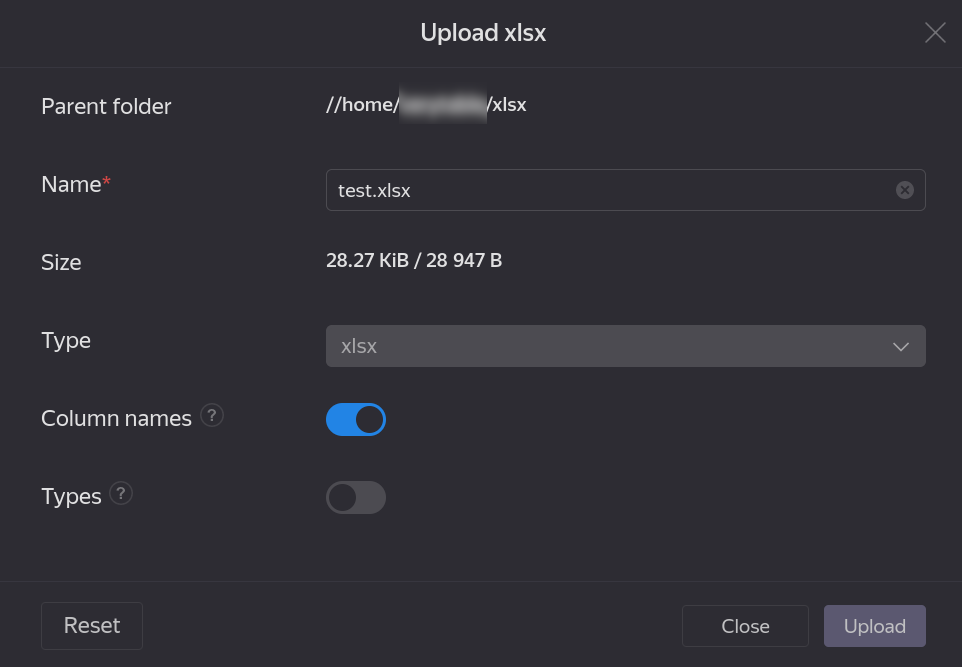 Upload xlsx
Parent folder
//home/ /xlsx
Name*
test.xlsx
Size
28.27 KiB / 28 947 B
Type
xlsx
Column names ?
Types ?
Reset
Close
Upload